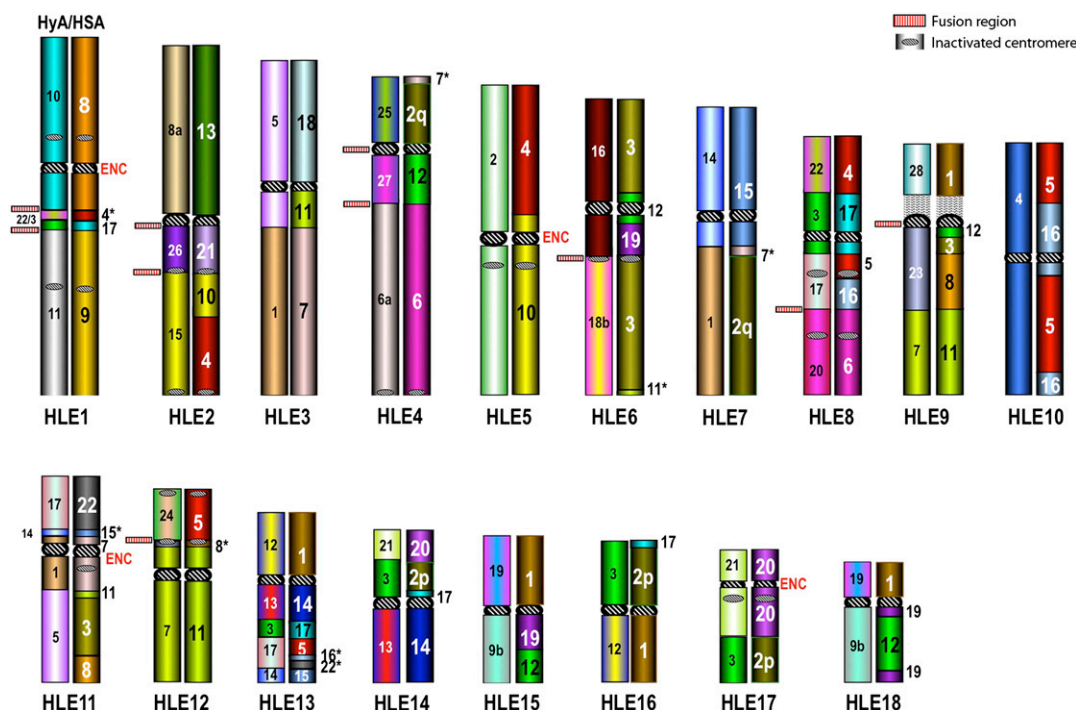 HyA/HSA
Fusion region
Inactivated centromere
10 8
ENC
22/3 4*
17
11 9
HLE1
8a 13
26 21
10
15 4
HLE2
5 18
11
1 7
HLE3
7*
25 2q
27 12
6a 6
HLE4
2 4
ENC
10
HLE5
16 3
12
19
18b 3
11*
HLE6
14 15
7*
1 2q
HLE7
22 4
3 17
5
17 16
20 6
HLE8
28 1
12
3
23 8
7 11
HLE9
4 5
16
5
16
HLE10
17 22
14 15*
7
ENC
1
11
5 3
8
HLE11
24 5
8*
7 11
HLE12
12 1
13 14
3 17
17 5
16*
22*
14 15
HLE13
21 20
3 2p
17
13 14
HLE14
19 1
9b 19
12
HLE15
17
3 2p
12 1
HLE16
21 20
ENC
20
3 2p
HLE17
19 1
19
9b 12
19
HLE18